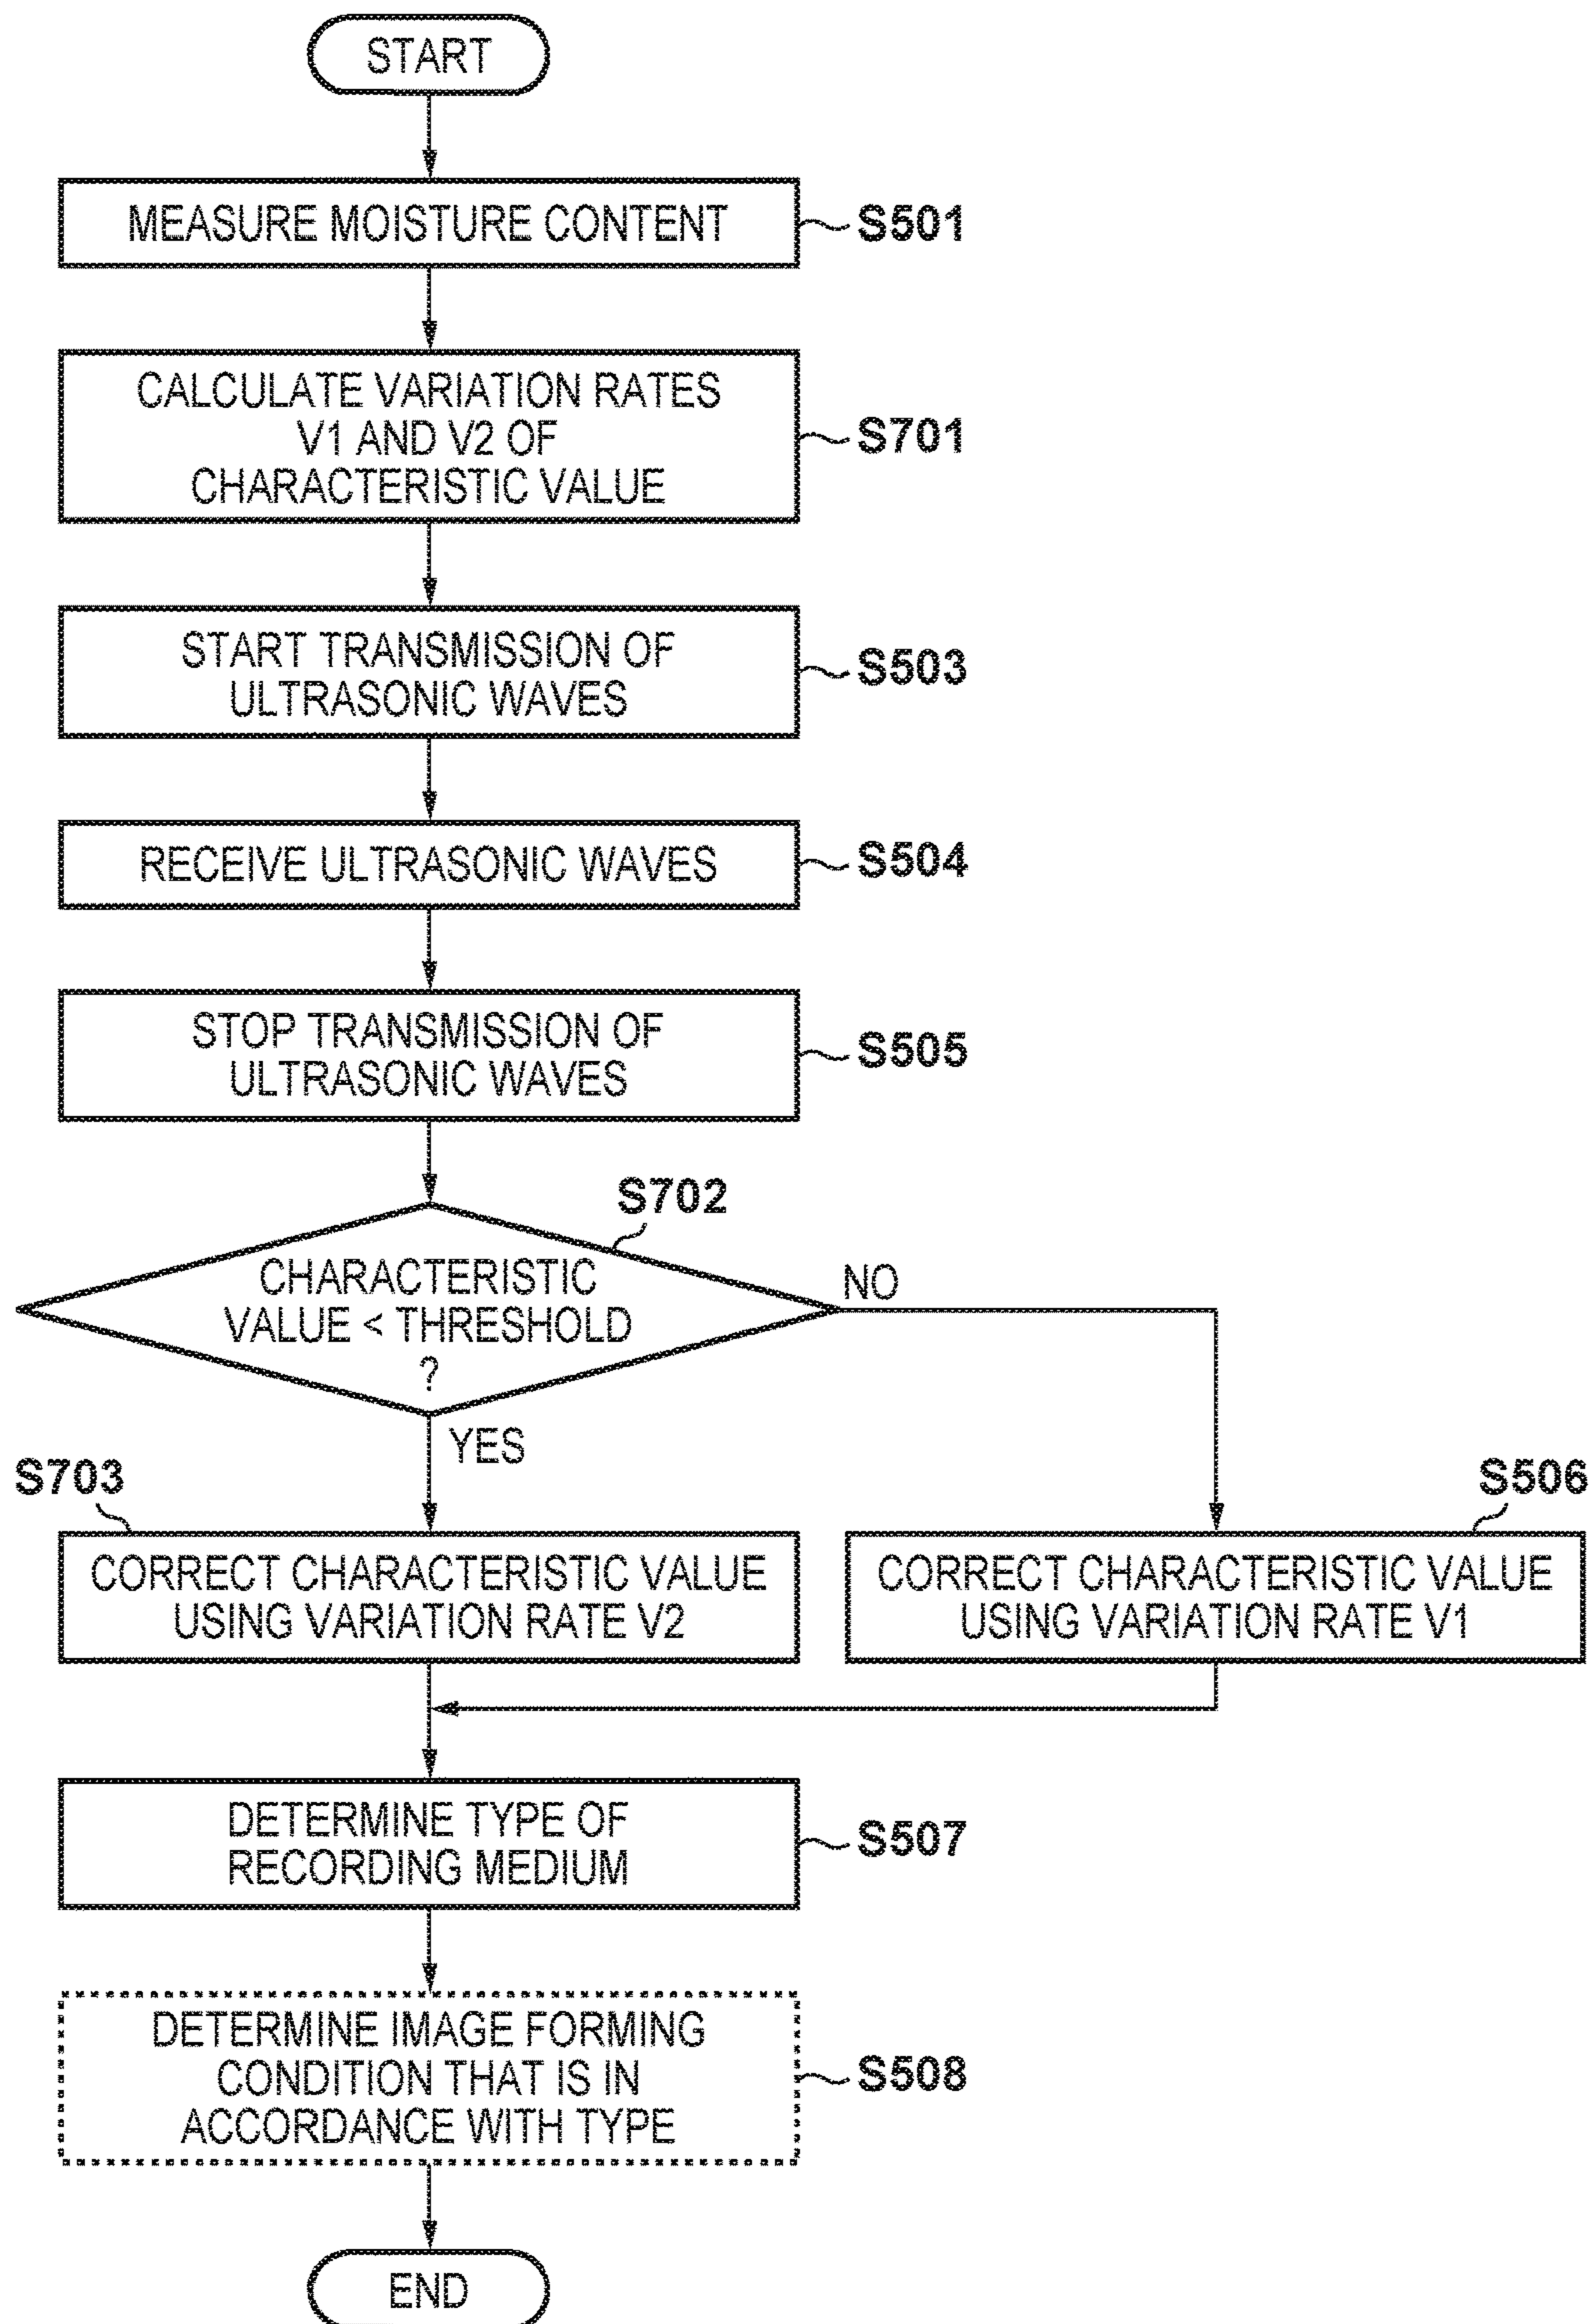 START
MEASURE MOISTURE CONTENT
S501
CALCULATE VARIATION RATES
V1 AND V2 OF
CHARACTERISTIC VALUE
S701
START TRANSMISSION OF
ULTRASONIC WAVES
S503
RECEIVE ULTRASONIC WAVES
S504
STOP TRANSMISSION OF
ULTRASONIC WAVES
S505
S702
CHARACTERISTIC
VALUE < THRESHOLD
?
NO
YES
S703
CORRECT CHARACTERISTIC VALUE
USING VARIATION RATE V2
S506
CORRECT CHARACTERISTIC VALUE
USING VARIATION RATE V1
DETERMINE TYPE OF
RECORDING MEDIUM
S507
DETERMINE IMAGE FORMING
CONDITION THAT IS IN
ACCORDANCE WITH TYPE
S508
END